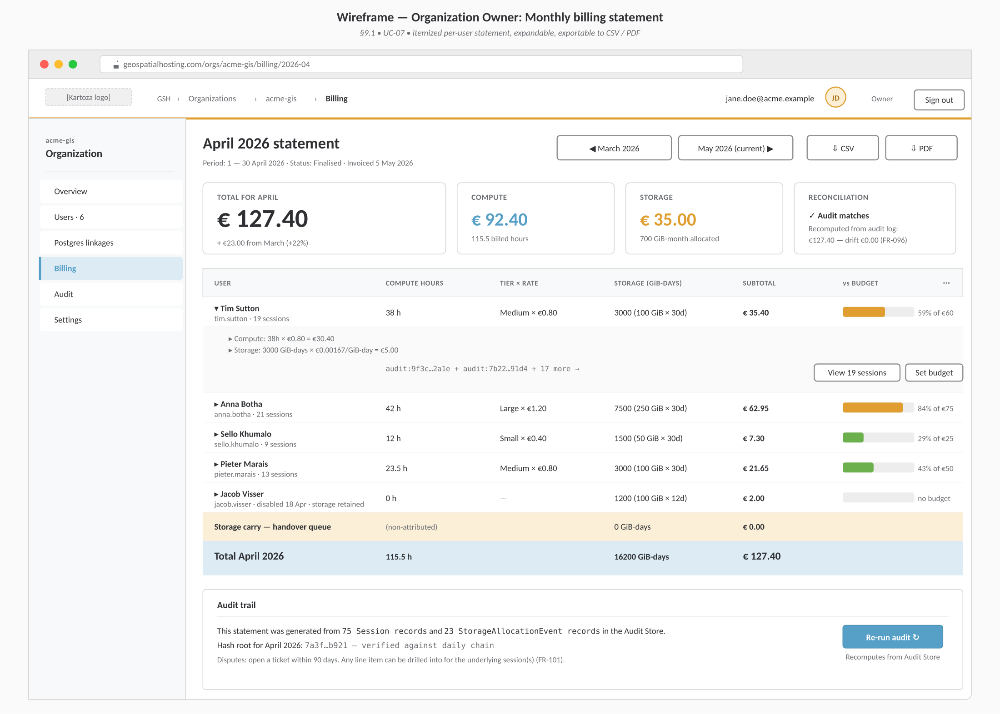 Wireframe — Organization Owner: Monthly billing statement
§9.1 • UC-07 • itemized per-user statement, expandable, exportable to CSV / PDF
geospatialhosting.com/orgs/acme-gis/billing/2026-04
[Kartoza logo] GSH › Organizations › acme-gis › Billing jane.doe@acme.example JD Owner Sign out
acme-gis
Organization
Overview
Users · 6
Postgres linkages
Billing
Audit
Settings
April 2026 statement
Period: 1 — 30 April 2026 · Status: Finalised · Invoiced 5 May 2026
◀ March 2026 May 2026 (current) ▶ ⇩ CSV ⇩ PDF
TOTAL FOR APRIL
€ 127.40
+ €23.00 from March (+22%)
COMPUTE
€ 92.40
115.5 billed hours
STORAGE
€ 35.00
700 GiB-month allocated
RECONCILIATION
✓ Audit matches
Recomputed from audit log:
€127.40 — drift €0.00 (FR-096)
USER COMPUTE HOURS TIER × RATE STORAGE (GiB-DAYS) SUBTOTAL vs BUDGET ···
▾ Tim Sutton
tim.sutton · 19 sessions
38 h Medium × €0.80 3000 (100 GiB × 30d) € 35.40 59% of €60
▸ Compute: 38h × €0.80 = €30.40
▸ Storage: 3000 GiB-days × €0.00167/GiB-day = €5.00
audit:9f3c…2a1e + audit:7b22…91d4 + 17 more →
View 19 sessions Set budget
▸ Anna Botha
anna.botha · 21 sessions
42 h Large × €1.20 7500 (250 GiB × 30d) € 62.95 84% of €75
▸ Sello Khumalo
sello.khumalo · 9 sessions
12 h Small × €0.40 1500 (50 GiB × 30d) € 7.30 29% of €25
▸ Pieter Marais
pieter.marais · 13 sessions
23.5 h Medium × €0.80 3000 (100 GiB × 30d) € 21.65 43% of €50
▸ Jacob Visser
jacob.visser · disabled 18 Apr · storage retained
0 h — 1200 (100 GiB × 12d) € 2.00 no budget
Storage carry — handover queue (non-attributed) 0 GiB-days € 0.00
Total April 2026 115.5 h 16200 GiB-days € 127.40
Audit trail
This statement was generated from 75 Session records and 23 StorageAllocationEvent records in the Audit Store.
Hash root for April 2026: 7a3f…b921 — verified against daily chain
Disputes: open a ticket within 90 days. Any line item can be drilled into for the underlying session(s) (FR-101).
Re-run audit ↻
Recomputes from Audit Store